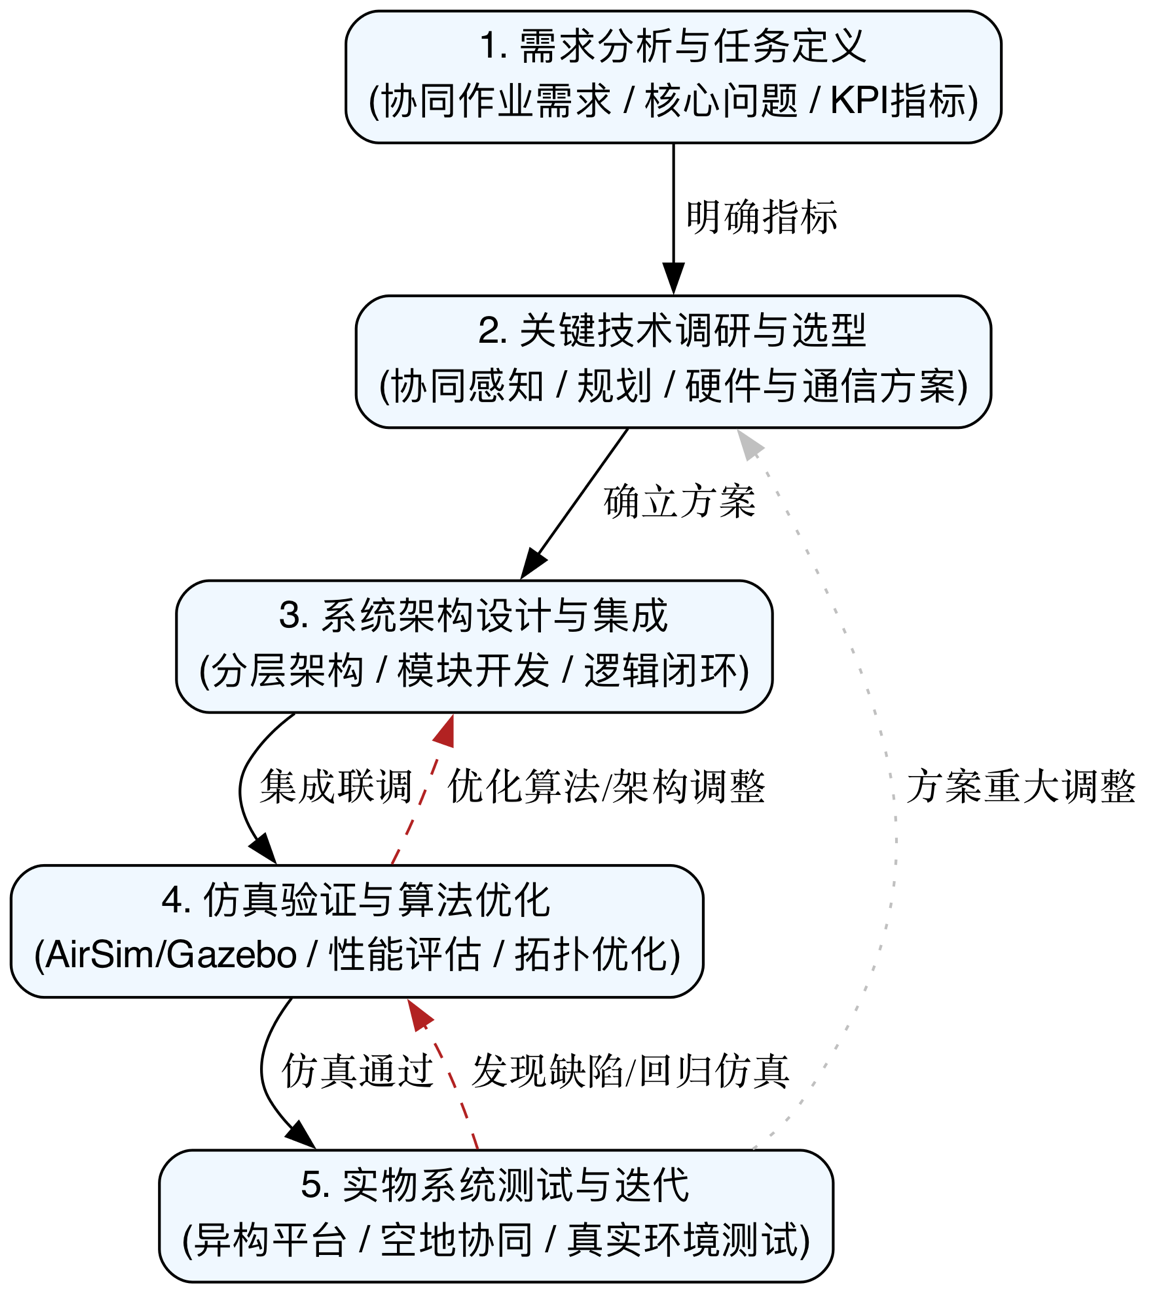 1. 需求分析与任务定义
(协同作业需求 / 核心问题 / KPI指标)
明确指标
2. 关键技术调研与选型
(协同感知 / 规划 / 硬件与通信方案)
确立方案
3. 系统架构设计与集成
(分层架构 / 模块开发 / 逻辑闭环)
集成联调
优化算法/架构调整
方案重大调整
4. 仿真验证与算法优化
(AirSim/Gazebo / 性能评估 / 拓扑优化)
仿真通过
发现缺陷/回归仿真
5. 实物系统测试与迭代
(异构平台 / 空地协同 / 真实环境测试)